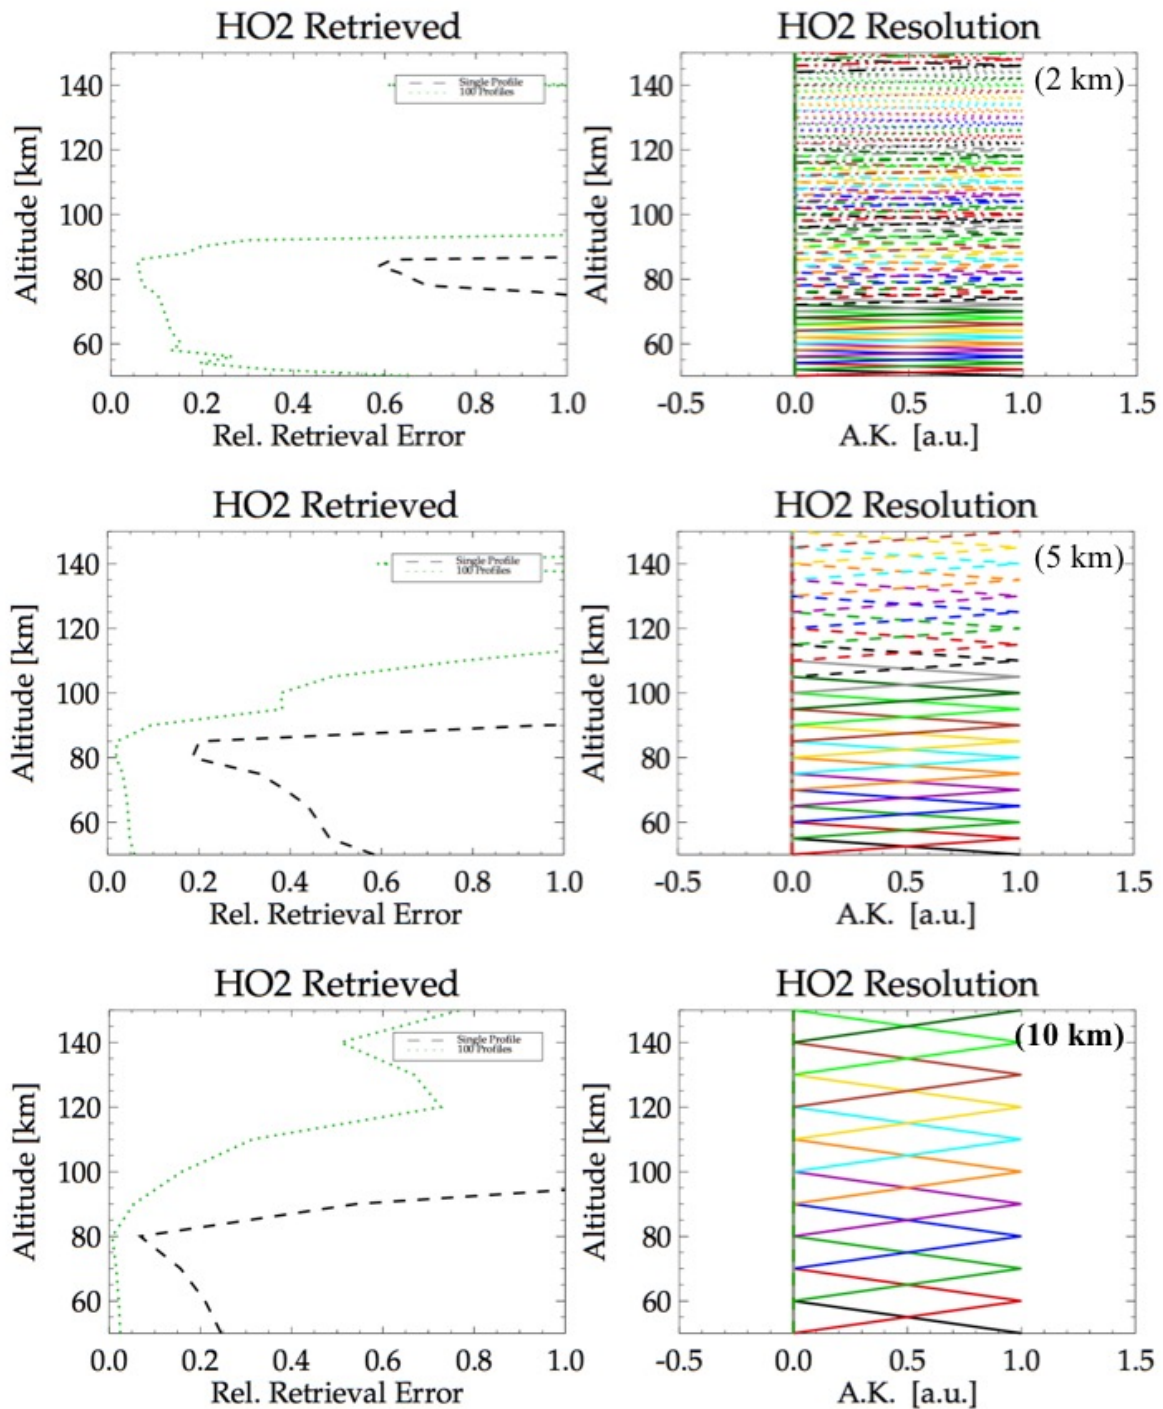 HO2 Retrieved
HO2 Resolution
Altitude [km]
140
120
100
80
60
Single Profile
100 Profiles
0.0 0.2 0.4 0.6 0.8 1.0
Rel. Retrieval Error
Altitude [km]
140
120
100
80
60
(2 km)
-0.5 0.0 0.5 1.0 1.5
A.K. [a.u.]
HO2 Retrieved
HO2 Resolution
Altitude [km]
140
120
100
80
60
Single Profile
100 Profiles
0.0 0.2 0.4 0.6 0.8 1.0
Rel. Retrieval Error
Altitude [km]
140
120
100
80
60
(5 km)
-0.5 0.0 0.5 1.0 1.5
A.K. [a.u.]
HO2 Retrieved
HO2 Resolution
Altitude [km]
140
120
100
80
60
Single Profile
100 Profiles
0.0 0.2 0.4 0.6 0.8 1.0
Rel. Retrieval Error
Altitude [km]
140
120
100
80
60
(10 km)
-0.5 0.0 0.5 1.0 1.5
A.K. [a.u.]